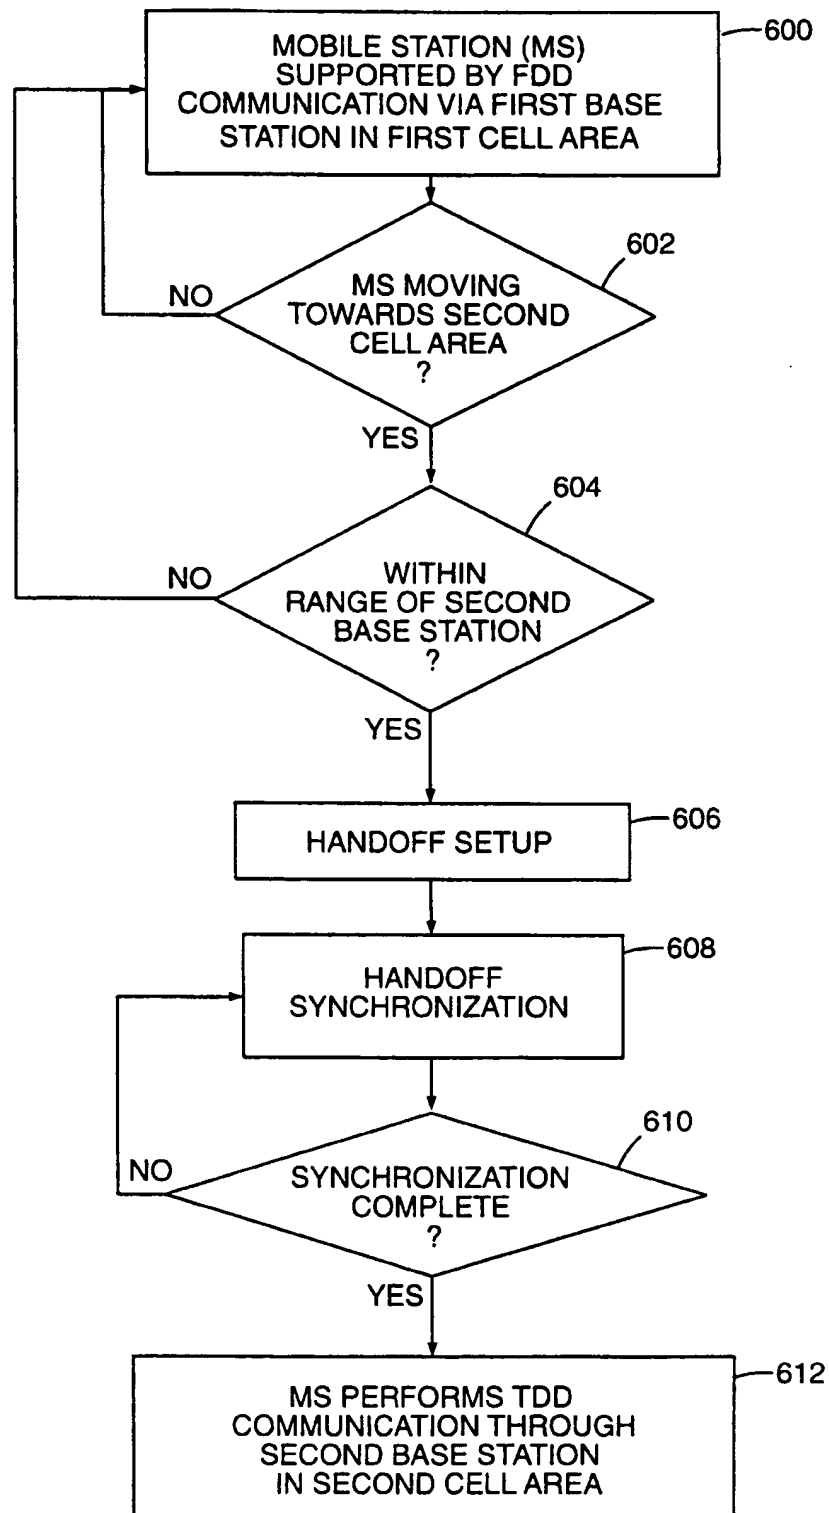 MOBILE STATION (MS)
SUPPORTED BY FDD
COMMUNICATION VIA FIRST BASE
STATION IN FIRST CELL AREA
600
602
MS MOVING
TOWARDS SECOND
CELL AREA
?
NO
YES
604
WITHIN
RANGE OF SECOND
BASE STATION
?
NO
YES
HANDOFF SETUP
606
HANDOFF
SYNCHRONIZATION
608
610
SYNCHRONIZATION
COMPLETE
?
NO
YES
MS PERFORMS TDD
COMMUNICATION THROUGH
SECOND BASE STATION
IN SECOND CELL AREA
612